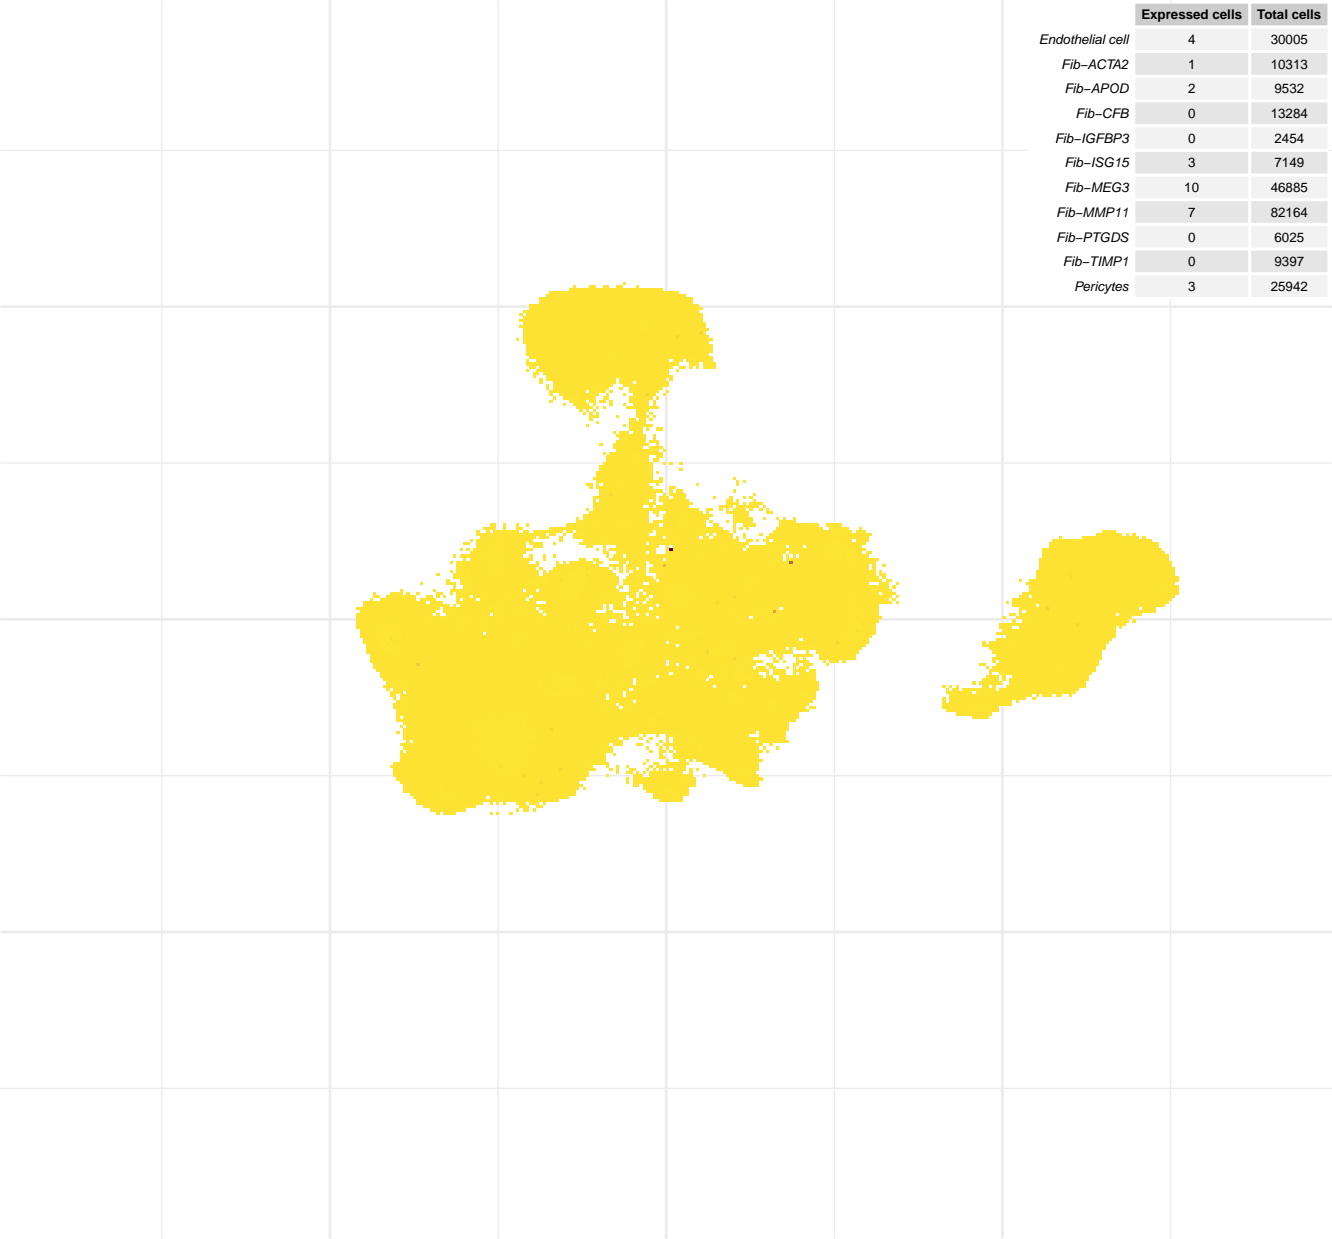 Expressed cells Total cells
Endothelial cell 4 30005
Fib−ACTA2 1 10313
Fib−APOD 2 9532
Fib−CFB 0 13284
Fib−IGFBP3 0 2454
Fib−ISG15 3 7149
Fib−MEG3 10 46885
Fib−MMP11 7 82164
Fib−PTGDS 0 6025
Fib−TIMP1 0 9397
Pericytes 3 25942